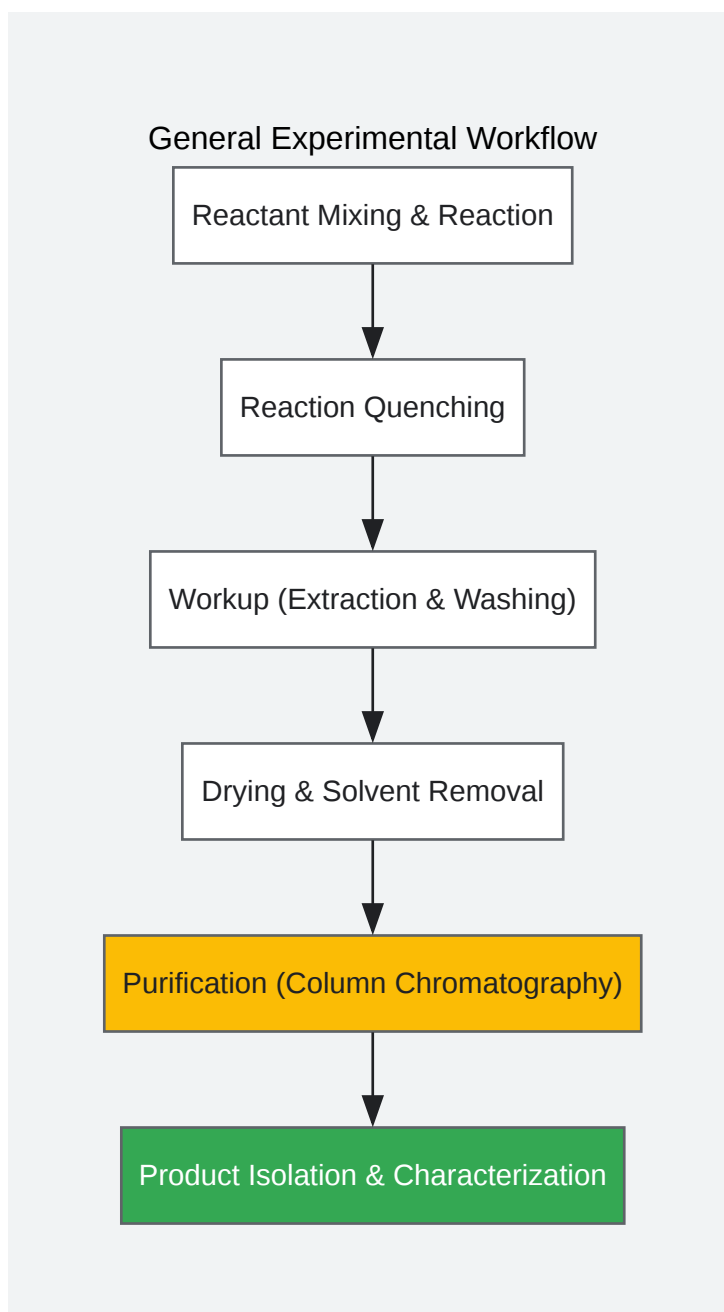 General Experimental Workflow
Reactant Mixing & Reaction
Reaction Quenching
Workup (Extraction & Washing)
Drying & Solvent Removal
Purification (Column Chromatography)
Product Isolation & Characterization